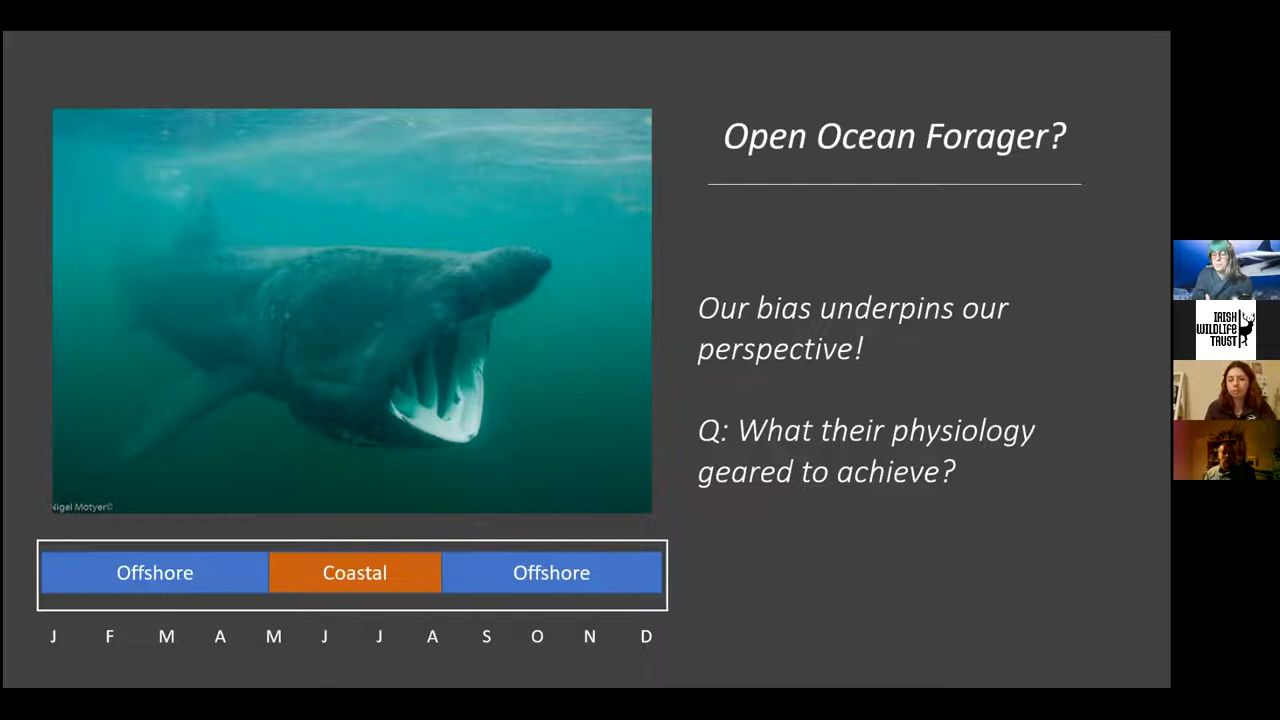 Open Ocean Forager?
Our bias underpins our
perspective!
Q: What their physiology
geared to achieve?
Nigel Motyer©
Offshore Coastal Offshore
J F M A M J J A S O N D
IRISH
WILDLIFE
TRUST